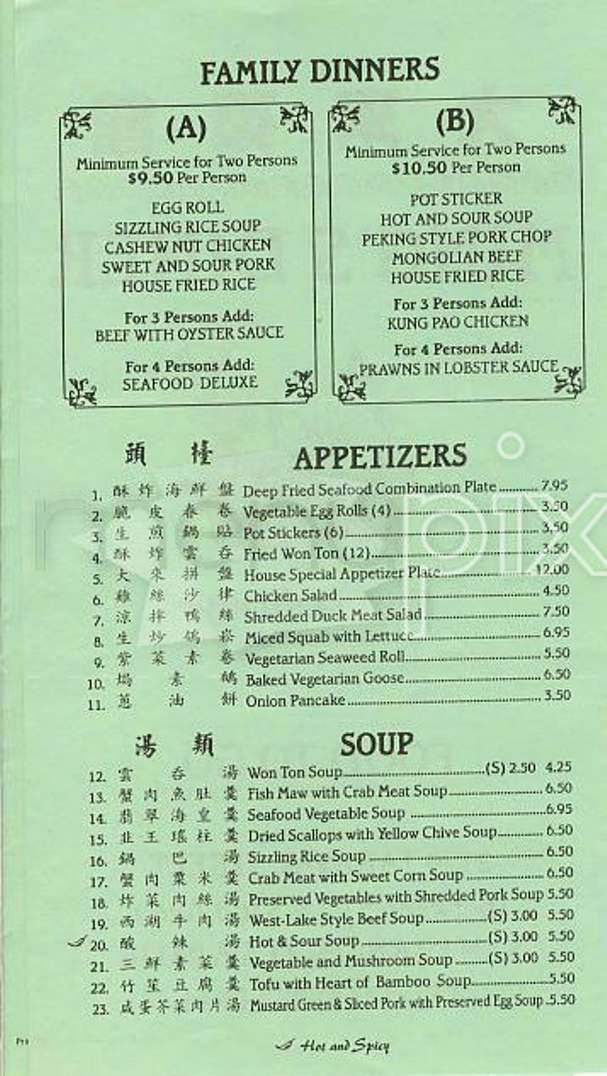 FAMILY DINNERS
(A)
Minimum Service for Two Persons
$9.50 Per Person
EGG ROLL
SIZZLING RICE SOUP
CASHEW NUT CHICKEN
SWEET AND SOUR PORK
HOUSE FRIED RICE
For 3 Persons Add:
BEEF WITH OYSTER SAUCE
For 4 Persons Add:
SEAFOOD DELUXE
(B)
Minimum Service for Two Persons
$10.50 Per Person
POT STICKER
HOT AND SOUR SOUP
PEKING STYLE PORK CHOP
MONGOLIAN BEEF
HOUSE FRIED RICE
For 3 Persons Add:
KUNG PAO CHICKEN
For 4 Persons Add:
PRAWNS IN LOBSTER SAUCE
頭檯 APPETIZERS
1. 酥炸海鮮盤 Deep Fried Seafood Combination Plate 7.95
2. 脆皮春卷 Vegetable Egg Rolls (4) 3.50
3. 生煎鍋貼 Pot Stickers (6) 3.50
4. 酥炸雲吞 Fried Won Ton (12) 3.50
5. 大來拼盤 House Special Appetizer Plate 12.00
6. 雞絲沙律 Chicken Salad 4.50
7. 涼拌鴨絲 Shredded Duck Meat Salad 7.50
8. 生炒鴿崧 Miced Squab with Lettuce 6.95
9. 紫菜素卷 Vegetarian Seaweed Roll 5.50
10. 焗素鵝 Baked Vegetarian Goose 6.50
11. 蔥油餅 Onion Pancake 3.50
湯類 SOUP
12. 雲吞湯 Won Ton Soup (S) 2.50 4.25
13. 蟹肉魚肚羹 Fish Maw with Crab Meat Soup 6.50
14. 翡翠海皇羹 Seafood Vegetable Soup 6.95
15. 韭王瑤柱羹 Dried Scallops with Yellow Chive Soup 6.50
16. 鍋巴湯 Sizzling Rice Soup 6.50
17. 蟹肉粟米羹 Crab Meat with Sweet Corn Soup 6.50
18. 炸菜肉絲湯 Preserved Vegetables with Shredded Pork Soup 5.50
19. 西湖牛肉湯 West-Lake Style Beef Soup (S) 3.00 5.50
20. 酸辣湯 Hot & Sour Soup (S) 3.00 5.50
21. 三鮮素菜羹 Vegetable and Mushroom Soup (S) 3.00 5.50
22. 竹笙豆腐羹 Tofu with Heart of Bamboo Soup 5.50
23. 咸蛋芥菜肉片湯 Mustard Green & Sliced Pork with Preserved Egg Soup 5.50
Hot and Spicy